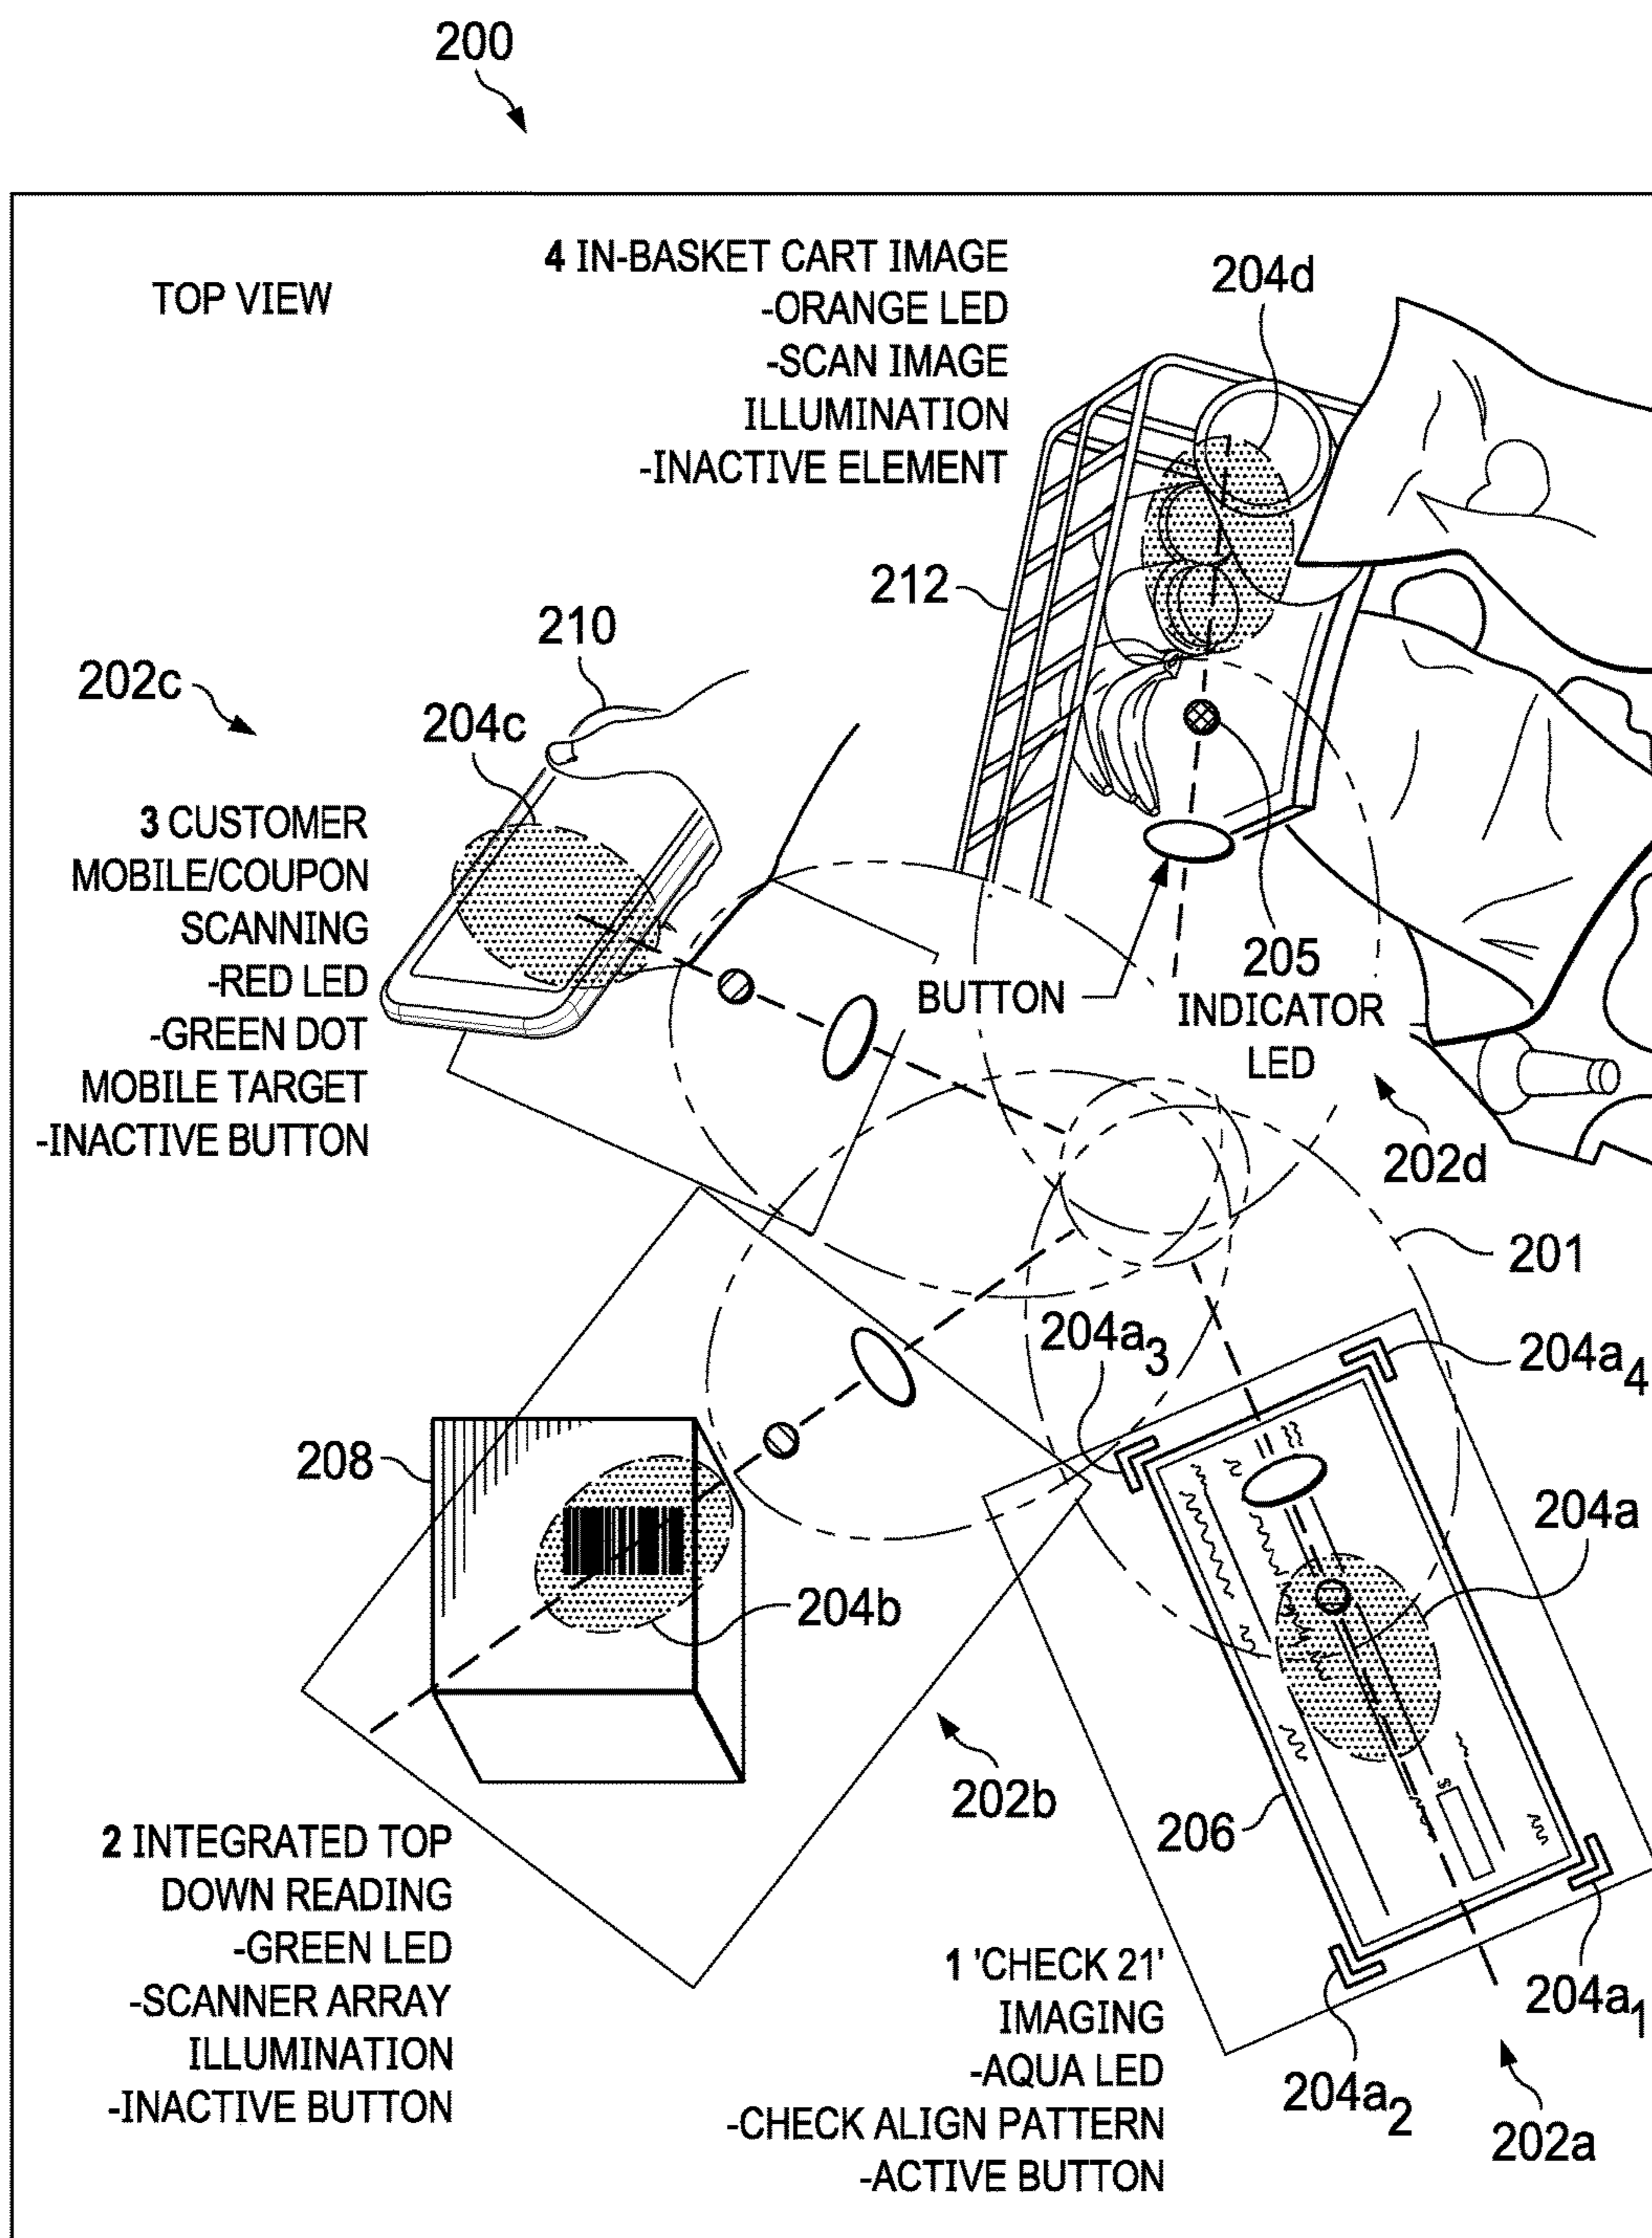 200
TOP VIEW
4 IN-BASKET CART IMAGE
-ORANGE LED
-SCAN IMAGE
ILLUMINATION
-INACTIVE ELEMENT
204d
212
210
202c
204c
3 CUSTOMER
MOBILE/COUPON
SCANNING
-RED LED
-GREEN DOT
MOBILE TARGET
-INACTIVE BUTTON
BUTTON
205
INDICATOR
LED
202d
201
204a3
204a4
208
204a
204b
202b
206
$
2 INTEGRATED TOP
DOWN READING
-GREEN LED
-SCANNER ARRAY
ILLUMINATION
-INACTIVE BUTTON
1 'CHECK 21'
IMAGING
-AQUA LED
-CHECK ALIGN PATTERN
-ACTIVE BUTTON
204a1
204a2
202a